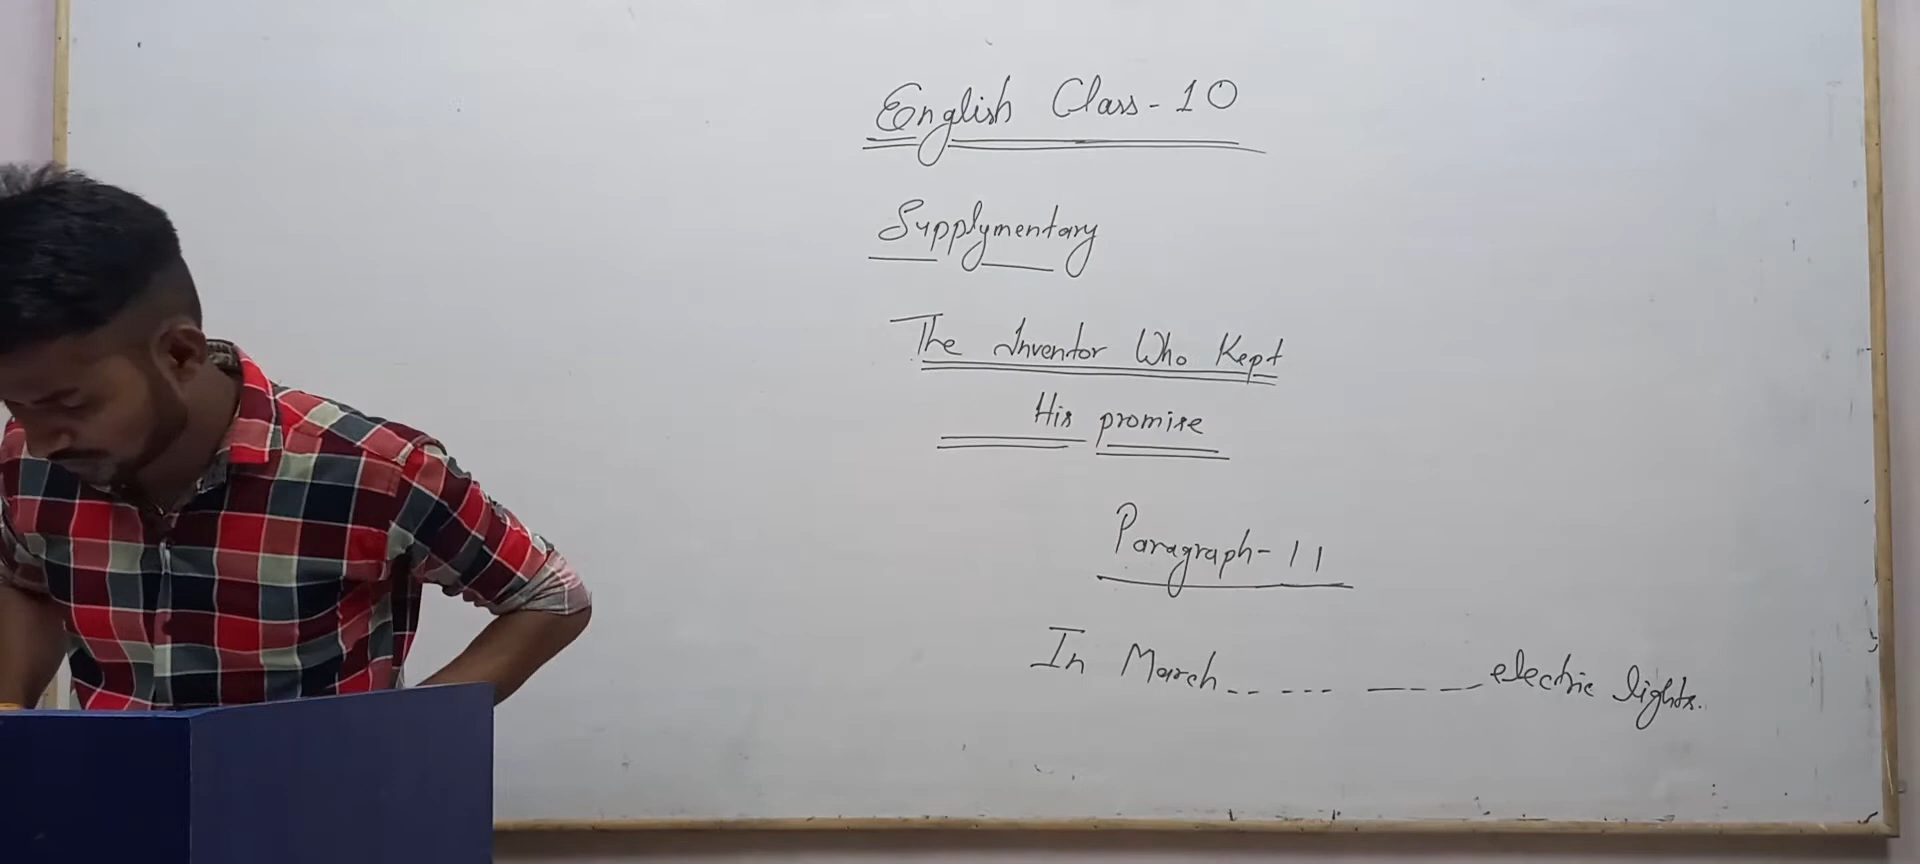 English Class-10
Supplymentary
The Inventor Who Kept
His promise
Paragraph-11
In March--------electric lights.